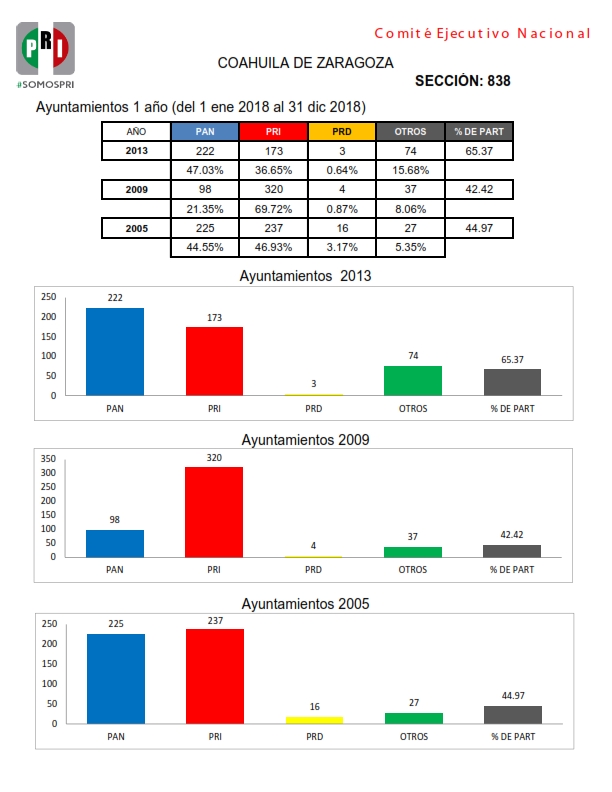 Comité Ejecutivo Nacional
PRI
#SOMOSPRI
COAHUILA DE ZARAGOZA
SECCIÓN: 838
Ayuntamientos 1 año (del 1 ene 2018 al 31 dic 2018)
AÑO PAN PRI PRD OTROS % DE PART
2013 222 173 3 74 65.37
47.03% 36.65% 0.64% 15.68%
2009 98 320 4 37 42.42
21.35% 69.72% 0.87% 8.06%
2005 225 237 16 27 44.97
44.55% 46.93% 3.17% 5.35%
Ayuntamientos 2013
250
200
150
100
50
0
222
173
3
74
65.37
PAN PRI PRD OTROS % DE PART
Ayuntamientos 2009
350
300
250
200
150
100
50
0
98
320
4
37
42.42
PAN PRI PRD OTROS % DE PART
Ayuntamientos 2005
250
200
150
100
50
0
225
237
16
27
44.97
PAN PRI PRD OTROS % DE PART